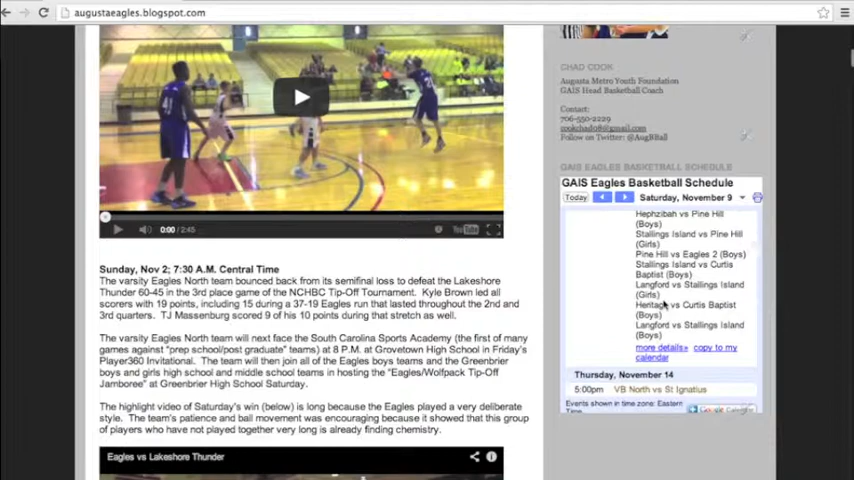 augustaeagles.blogspot.com
41
21
0:00 / 2:45
YouTube
Sunday, Nov 2; 7:30 A.M. Central Time
The varsity Eagles North team bounced back from its semifinal loss to defeat the Lakeshore
Thunder 60-45 in the 3rd place game of the NCHBC Tip-Off Tournament. Kyle Brown led all
scorers with 19 points, including 15 during a 37-19 Eagles run that lasted throughout the 2nd and
3rd quarters. TJ Massenburg scored 9 of his 10 points during that stretch as well.
The varsity Eagles North team will next face the South Carolina Sports Academy (the first of many
games against "prep school/post graduate" teams) at 8 P.M. at Grovetown High School in Friday's
Player360 Invitational. The team will then join all of the Eagles boys teams and the Greenbrier
boys and girls high school and middle school teams in hosting the "Eagles/Wolfpack Tip-Off
Jamboree" at Greenbrier High School Saturday.
The highlight video of Saturday's win (below) is long because the Eagles played a very deliberate
style. The team's patience and ball movement was encouraging because it showed that this group
of players who have not played together very long is already finding chemistry.
Eagles vs Lakeshore Thunder
CHAD COOK
Augusta Metro Youth Foundation
GAIS Head Basketball Coach
Contact:
706-550-2229
cookchad08@gmail.com
Follow on Twitter: @AugBBall
GAIS EAGLES BASKETBALL SCHEDULE
GAIS Eagles Basketball Schedule
Today Saturday, November 9
Hephzibah vs Pine Hill
(Boys)
Stallings Island vs Pine Hill
(Girls)
Pine Hill vs Eagles 2 (Boys)
Stallings Island vs Curtis
Baptist (Boys)
Langford vs Stallings Island
(Girls)
Heritage vs Curtis Baptist
(Boys)
Langford vs Stallings Island
(Boys)
more details» copy to my
calendar
Thursday, November 14
5:00pm VB North vs St Ignatius
Events shown in time zone: Eastern
Time
Google Calendar